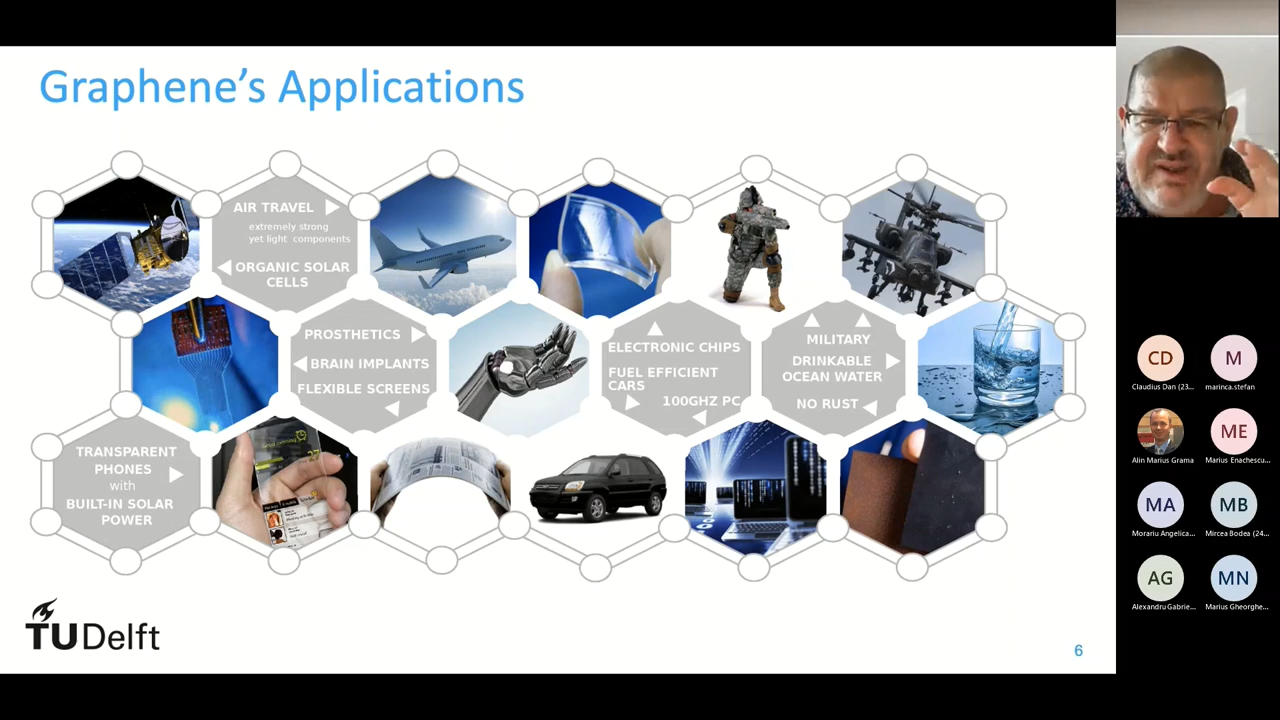 Graphene's Applications
AIR TRAVEL
extremely strong
yet light components
ORGANIC SOLAR
CELLS
PROSTHETICS
BRAIN IMPLANTS
FLEXIBLE SCREENS
ELECTRONIC CHIPS
FUEL EFFICIENT
CARS
100GHZ PC
MILITARY
DRINKABLE
OCEAN WATER
NO RUST
TRANSPARENT
PHONES
with
BUILT-IN SOLAR
POWER
TU Delft
6
CD
Claudius Dan (23...
M
marinca.stefan
Alin Marius Grama
ME
Marius Enachescu...
MA
Morariu Angelica...
MB
Mircea Bodea (24...
AG
Alexandru Gabrie...
MN
Marius Gheorghe...